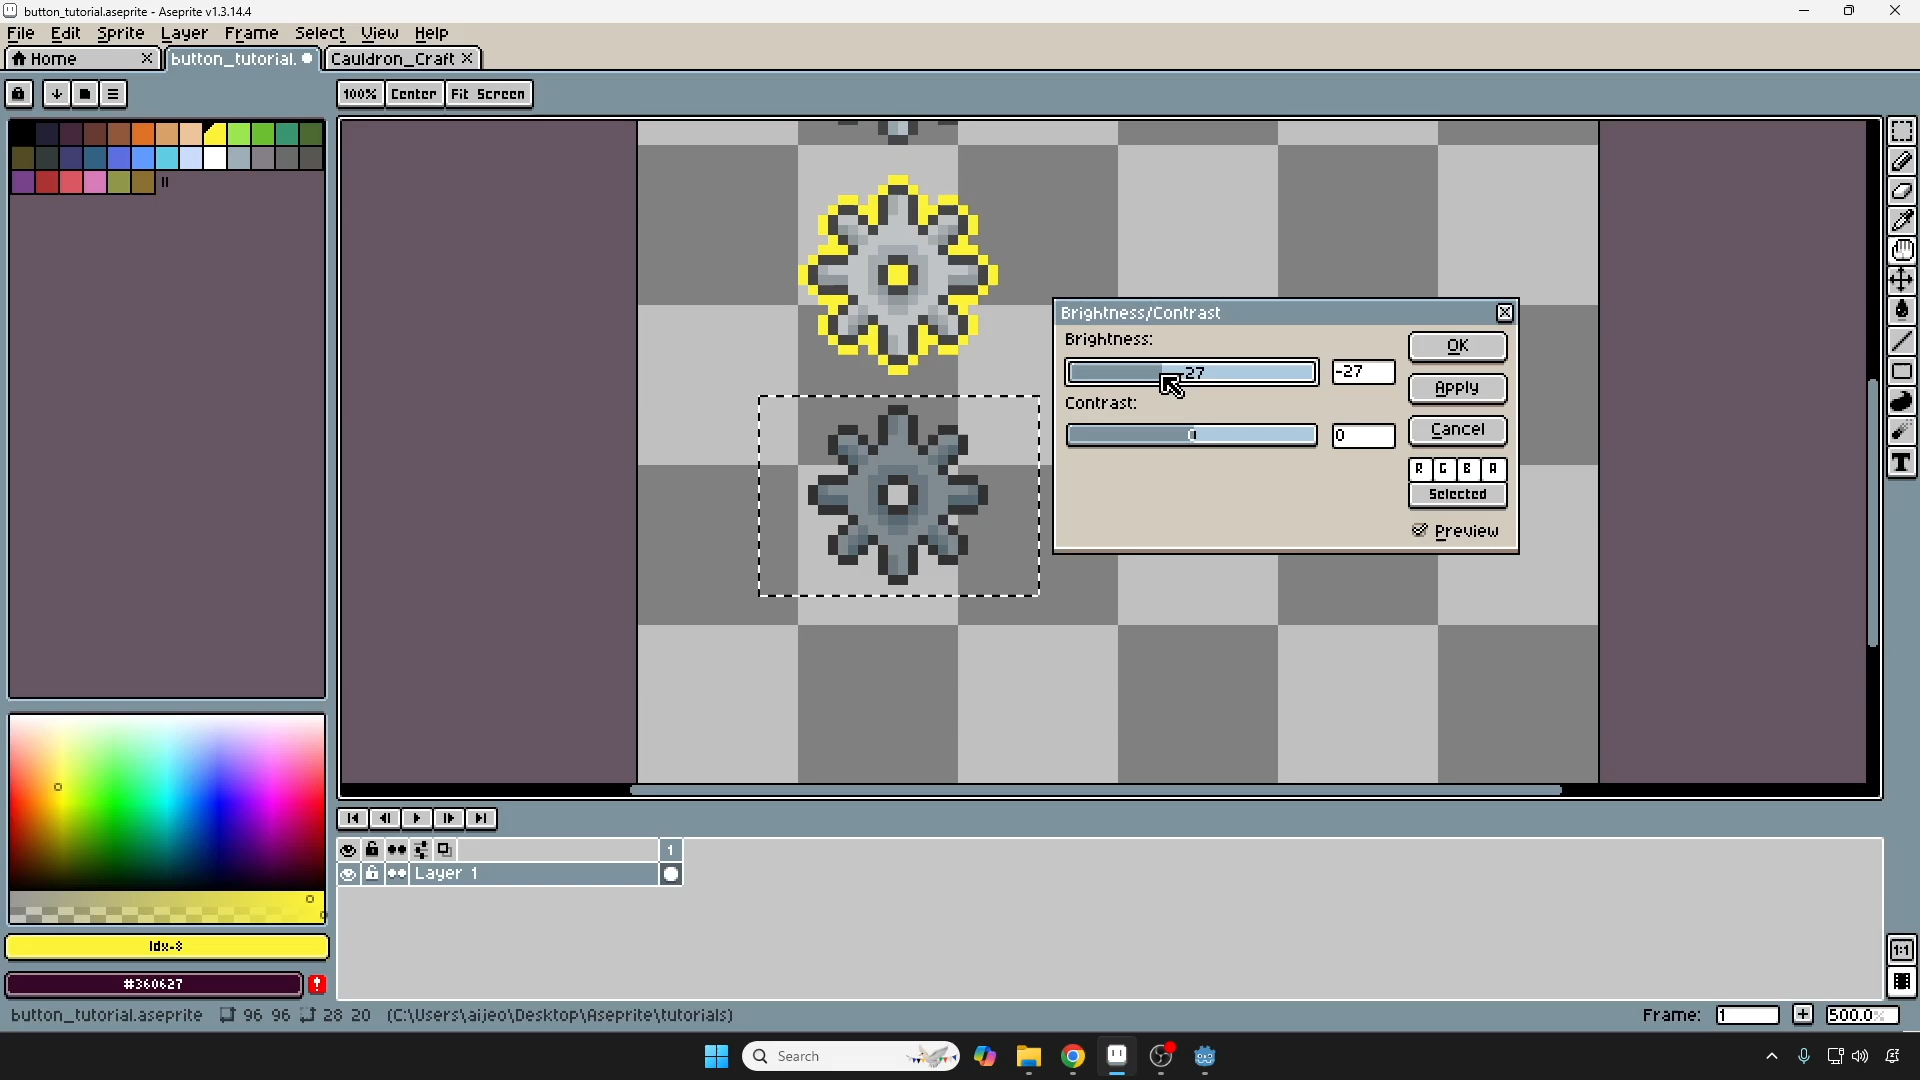 button_tutorial.aseprite - Aseprite v1.3.14.4
File Edit Sprite Layer Frame Select View Help
Home button_tutorial. Cauldron_Craft
100% Center Fit Screen
Brightness/Contrast
Brightness:
-27 -27
OK
Apply
Contrast:
0
Cancel
R G B A
Selected
Preview
1
Layer 1
Idx-8
#360627
1:1
button_tutorial.aseprite 96 96 28 20 (C:\Users\aijeo\Desktop\Aseprite\tutorials)
Frame: 1 500.0%
Search